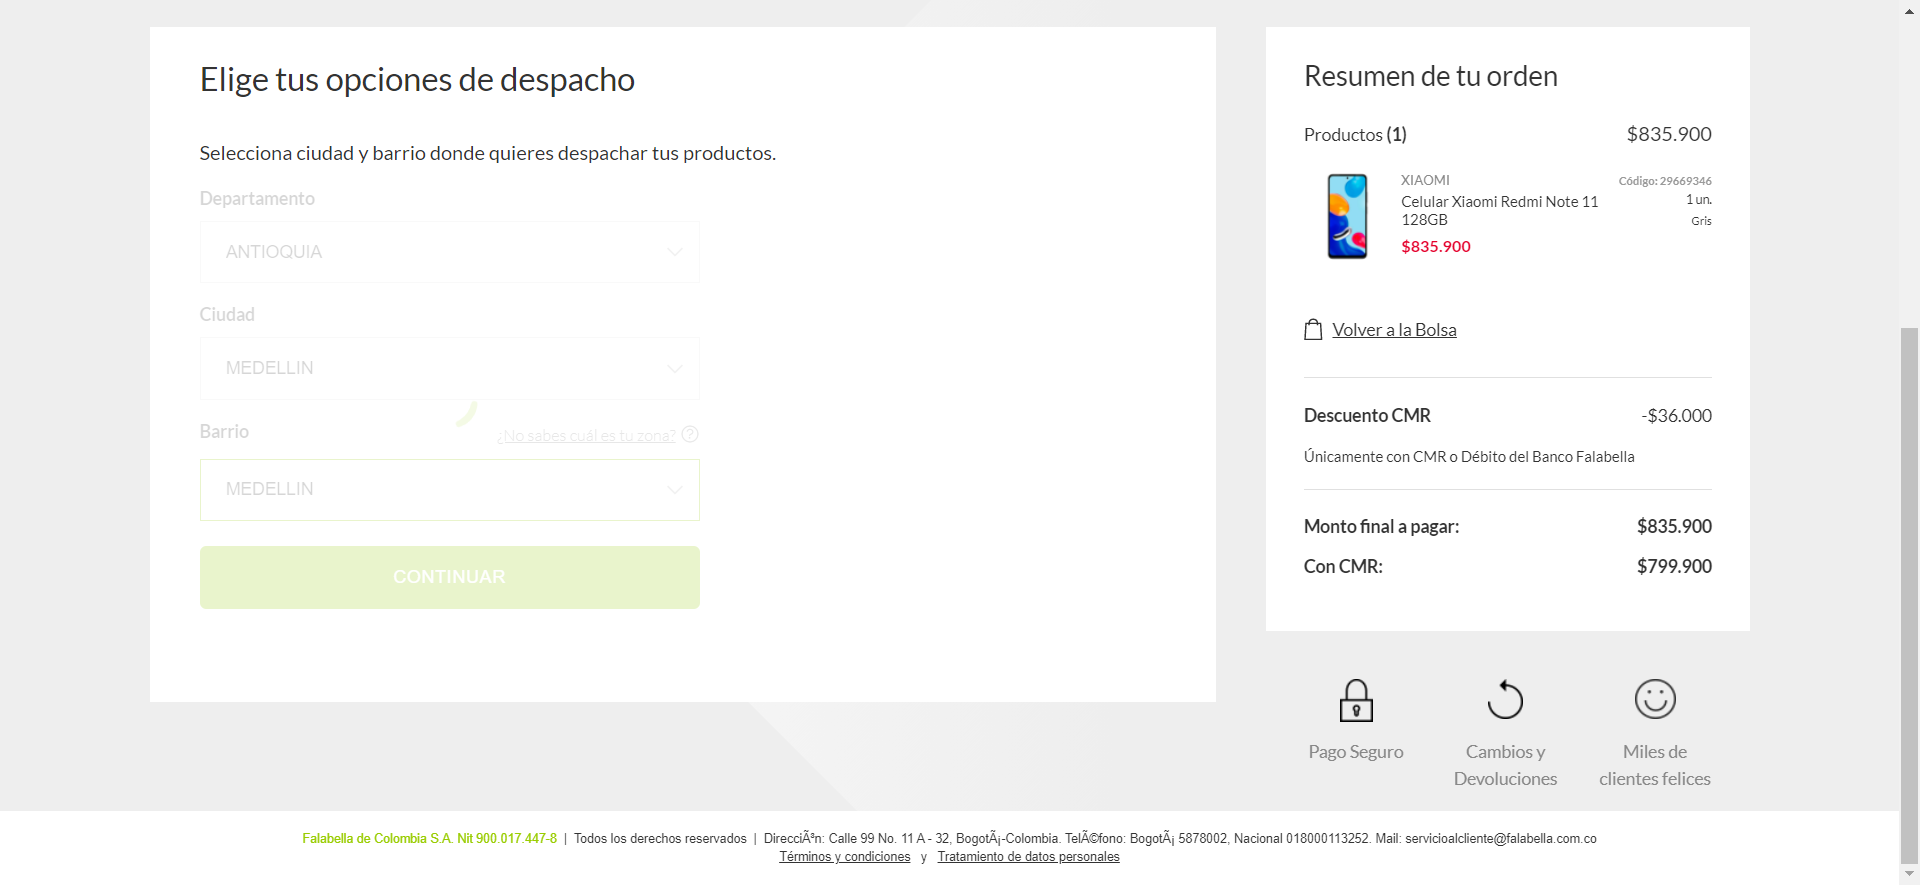 Elige tus opciones de despacho
Selecciona ciudad y barrio donde quieres despachar tus productos.
Departamento
ANTIOQUIA
Ciudad
MEDELLIN
Barrio
¿No sabes cuál es tu zona? ?
MEDELLIN
CONTINUAR
Resumen de tu orden
Productos (1) $835.900
XIAOMI Código: 29669346
Celular Xiaomi Redmi Note 11 1 un.
128GB Gris
$835.900
Volver a la Bolsa
Descuento CMR -$36.000
Únicamente con CMR o Débito del Banco Falabella
Monto final a pagar: $835.900
Con CMR: $799.900
Pago Seguro
Cambios y
Devoluciones
Miles de
clientes felices
Falabella de Colombia S.A. Nit 900.017.447-8 | Todos los derechos reservados | DirecciÃ³n: Calle 99 No. 11 A - 32, BogotÃ¡-Colombia. TelÃ©fono: BogotÃ¡ 5878002, Nacional 018000113252. Mail: servicioalcliente@falabella.com.co
Términos y condiciones y Tratamiento de datos personales